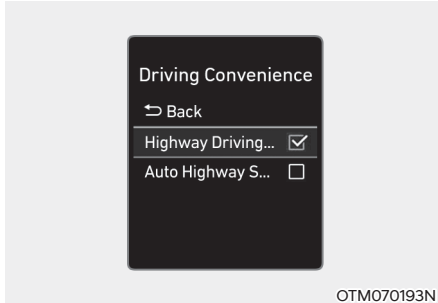 Driving Convenience
Back
Highway Driving...
Auto Highway S...
OTM070193N